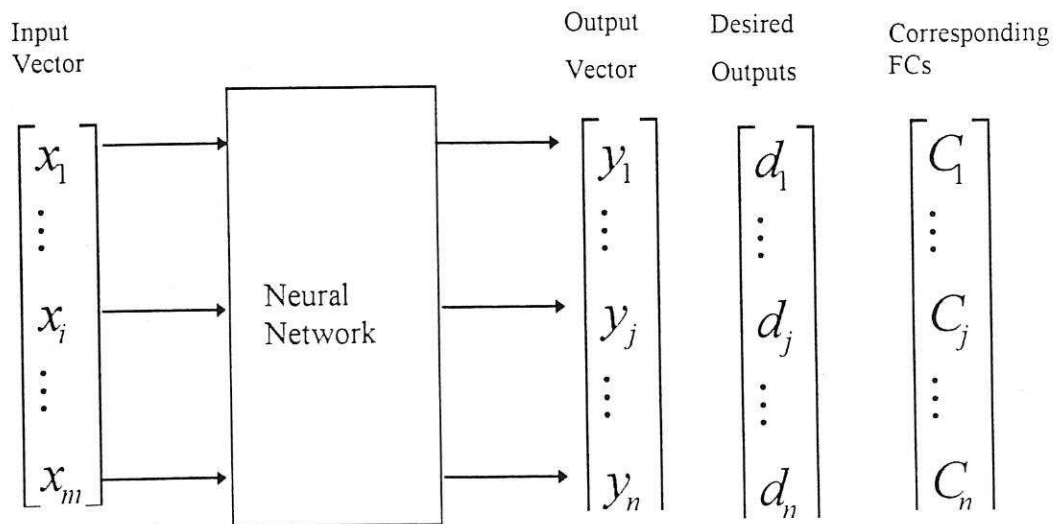 Input
Vector
Output
Vector
Desired
Outputs
Corresponding
FCs
x₁
⋮
xᵢ
⋮
xₘ
Neural
Network
y₁
⋮
yⱼ
⋮
yₙ
d₁
⋮
dⱼ
⋮
dₙ
C₁
⋮
Cⱼ
⋮
Cₙ